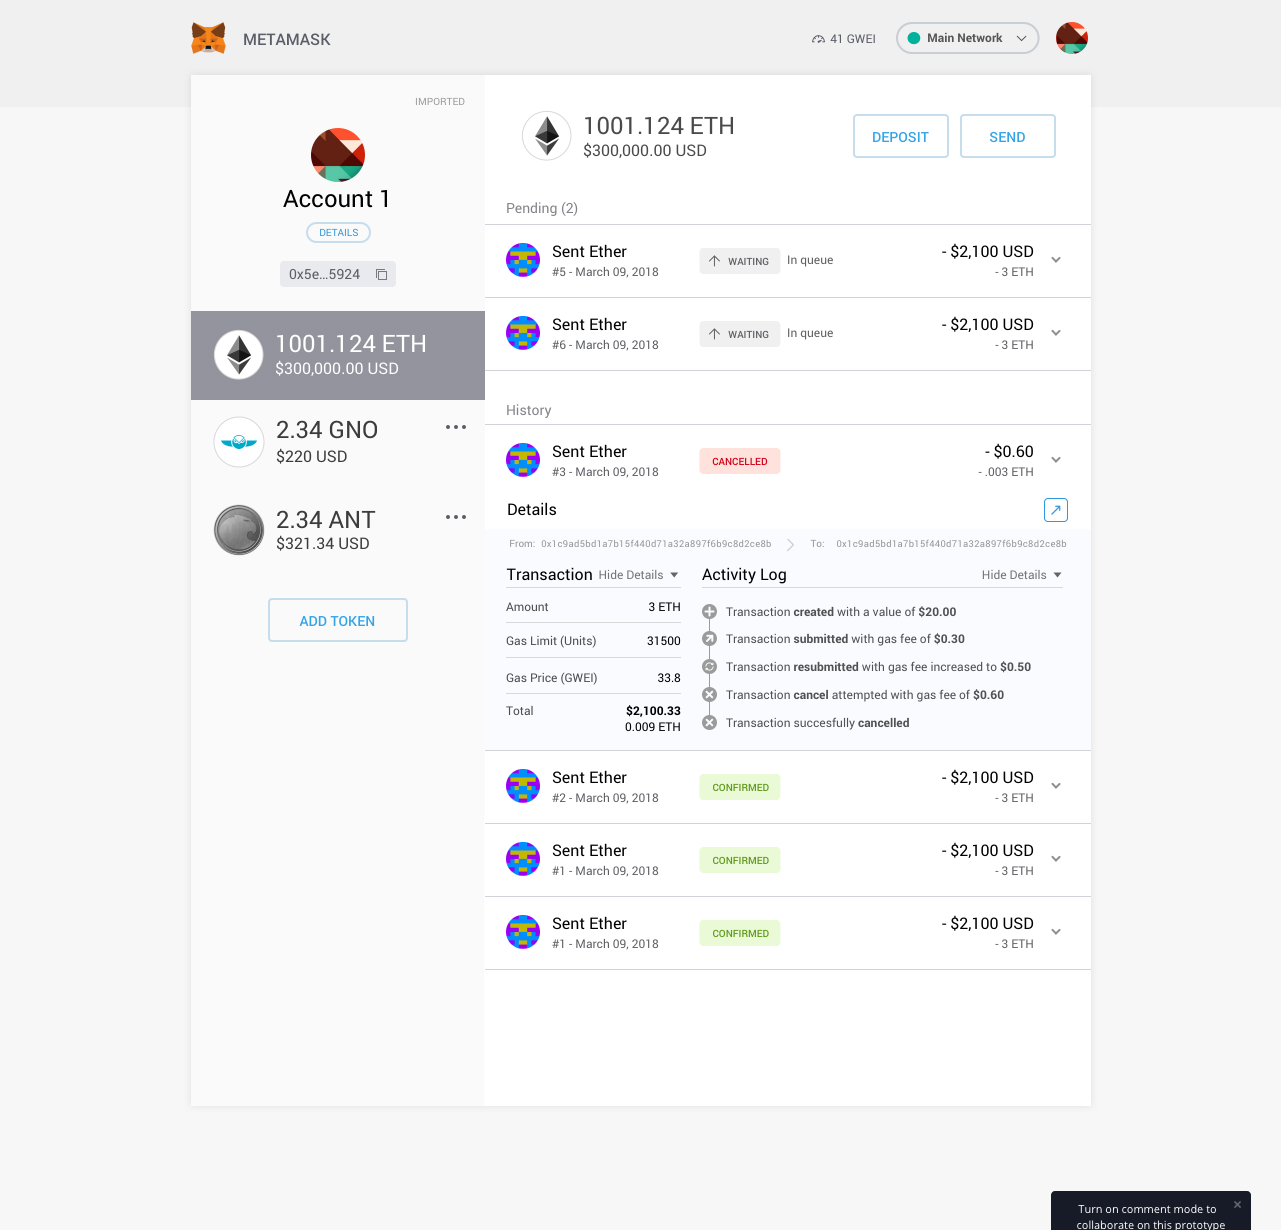 METAMASK
41 GWEI
Main Network
IMPORTED
Account 1
DETAILS
0x5e...5924
1001.124 ETH
$300,000.00 USD
2.34 GNO
$220 USD
2.34 ANT
$321.34 USD
ADD TOKEN
1001.124 ETH
$300,000.00 USD
DEPOSIT
SEND
Pending (2)
Sent Ether
#5 - March 09, 2018
WAITING
In queue
- $2,100 USD
- 3 ETH
Sent Ether
#6 - March 09, 2018
WAITING
In queue
- $2,100 USD
- 3 ETH
History
Sent Ether
#3 - March 09, 2018
CANCELLED
- $0.60
- .003 ETH
Details
From: 0x1c9ad5bd1a7b15f440d71a32a897f6b9c8d2ce8b
To: 0x1c9ad5bd1a7b15f440d71a32a897f6b9c8d2ce8b
Transaction Hide Details
Amount 3 ETH
Gas Limit (Units) 31500
Gas Price (GWEI) 33.8
Total $2,100.33
0.009 ETH
Activity Log Hide Details
Transaction created with a value of $20.00
Transaction submitted with gas fee of $0.30
Transaction resubmitted with gas fee increased to $0.50
Transaction cancel attempted with gas fee of $0.60
Transaction succesfully cancelled
Sent Ether
#2 - March 09, 2018
CONFIRMED
- $2,100 USD
- 3 ETH
Sent Ether
#1 - March 09, 2018
CONFIRMED
- $2,100 USD
- 3 ETH
Sent Ether
#1 - March 09, 2018
CONFIRMED
- $2,100 USD
- 3 ETH
Turn on comment mode to
collaborate on this prototype